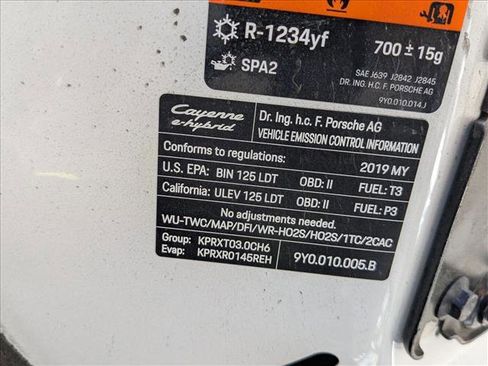 R-1234yf 700 ± 15g
SPA2
SAE J639 J2842 J2845
DR. ING. H.C. F. PORSCHE AG
9Y0.010.014.J
Cayenne
e-hybrid
Dr. Ing. h.c. F. Porsche AG
VEHICLE EMISSION CONTROL INFORMATION
Conforms to regulations: 2019 MY
U.S. EPA: BIN 125 LDT OBD: II FUEL: T3
California: ULEV 125 LDT OBD: II FUEL: P3
No adjustments needed.
WU-TWC/MAP/DFI/WR-HO2S/HO2S/1TC/2CAC
Group: KPRXT03.0CH6
Evap: KPRXR0145REH 9Y0.010.005.B